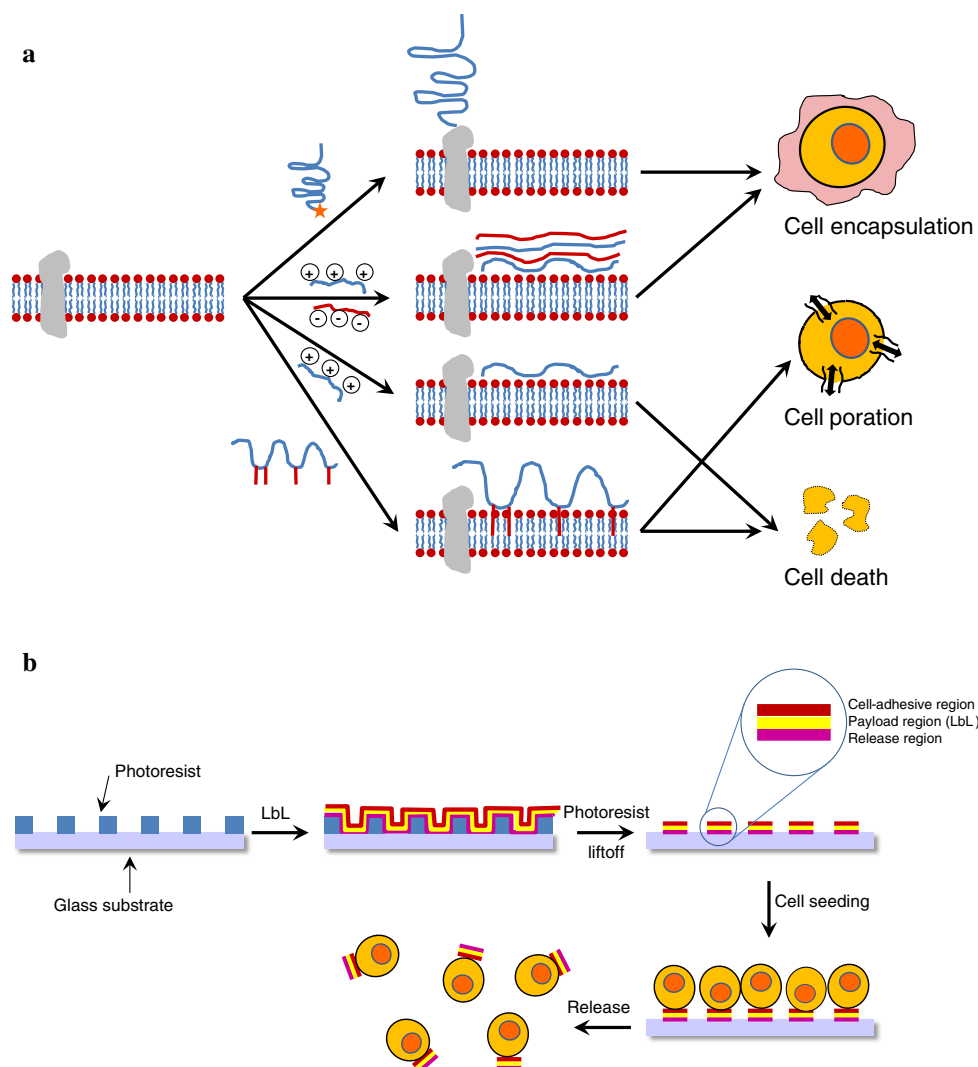 a
+ + +
- - -
+ + +
Cell encapsulation
Cell poration
Cell death
b
Cell-adhesive region
Payload region (LbL)
Release region
Photoresist
LbL
Photoresist
liftoff
Glass substrate
Cell seeding
Release